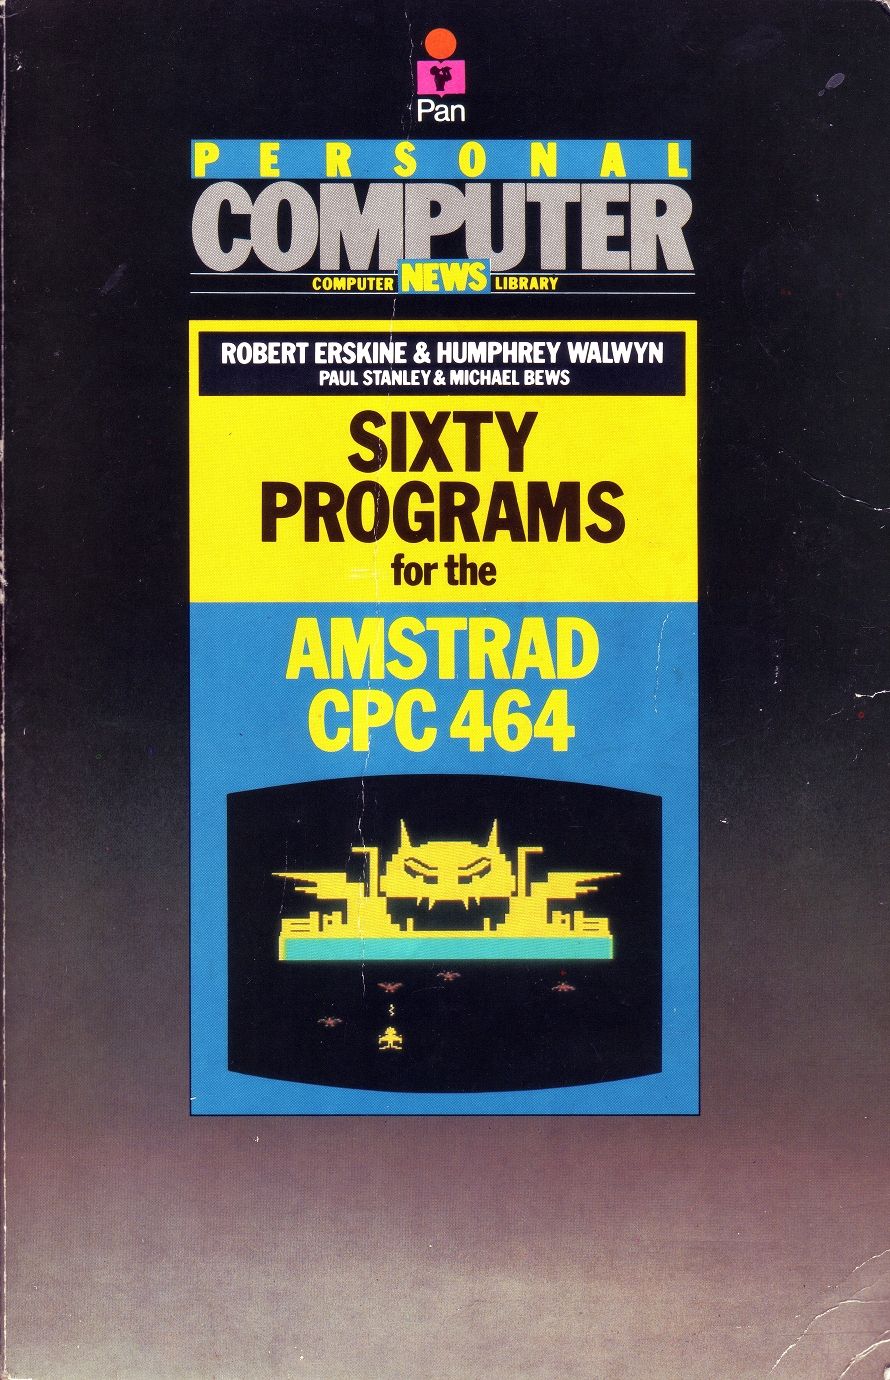 Pan
PERSONAL
COMPUTER
COMPUTER NEWS LIBRARY
ROBERT ERSKINE & HUMPHREY WALWYN
PAUL STANLEY & MICHAEL BEWS
SIXTY
PROGRAMS
for the
AMSTRAD
CPC 464